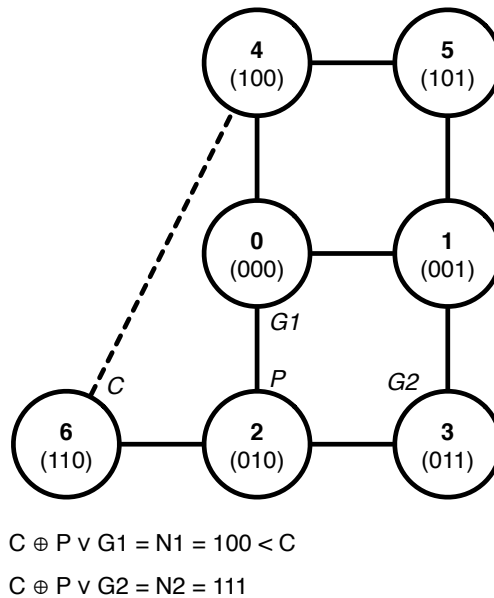 4
(100)
5
(101)
0
(000)
1
(001)
G1
C
P
G2
6
(110)
2
(010)
3
(011)
C ⊕ P v G1 = N1 = 100 < C
C ⊕ P v G2 = N2 = 111